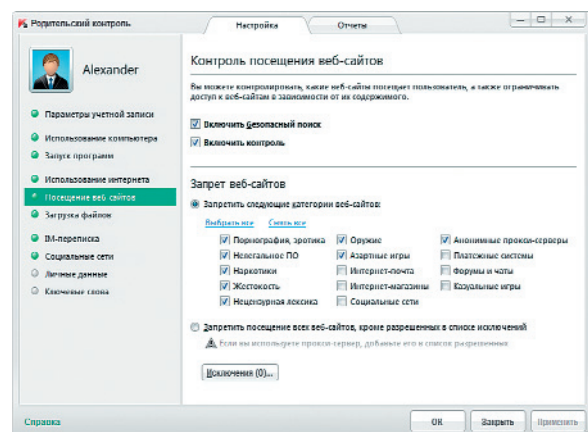 Родительский контроль
Настройка
Отчеты
Alexander
Параметры учетной записи
Использование компьютера
Запуск программ
Использование интернета
Посещение веб-сайтов
Загрузка файлов
IM-переписка
Социальные сети
Личные данные
Ключевые слова
Контроль посещения веб-сайтов
Вы можете контролировать, какие веб-сайты посещает пользователь, а также ограничивать
доступ к веб-сайтам в зависимости от их содержимого.
Включить безопасный поиск
Включить контроль
Запрет веб-сайтов
Запретить следующие категории веб-сайтов:
Выбрать все Снять все
Порнография, эротика
Нелегальное ПО
Наркотики
Жестокость
Нецензурная лексика
Оружие
Азартные игры
Интернет-почта
Интернет-магазины
Социальные сети
Анонимные прокси-серверы
Платежные системы
Форумы и чаты
Казуальные игры
Запретить посещение всех веб-сайтов, кроме разрешенных в списке исключений
Если вы используете прокси-сервер, добавьте его в список разрешенных
Исключения (0)...
Справка
ОК
Закрыть
Применить